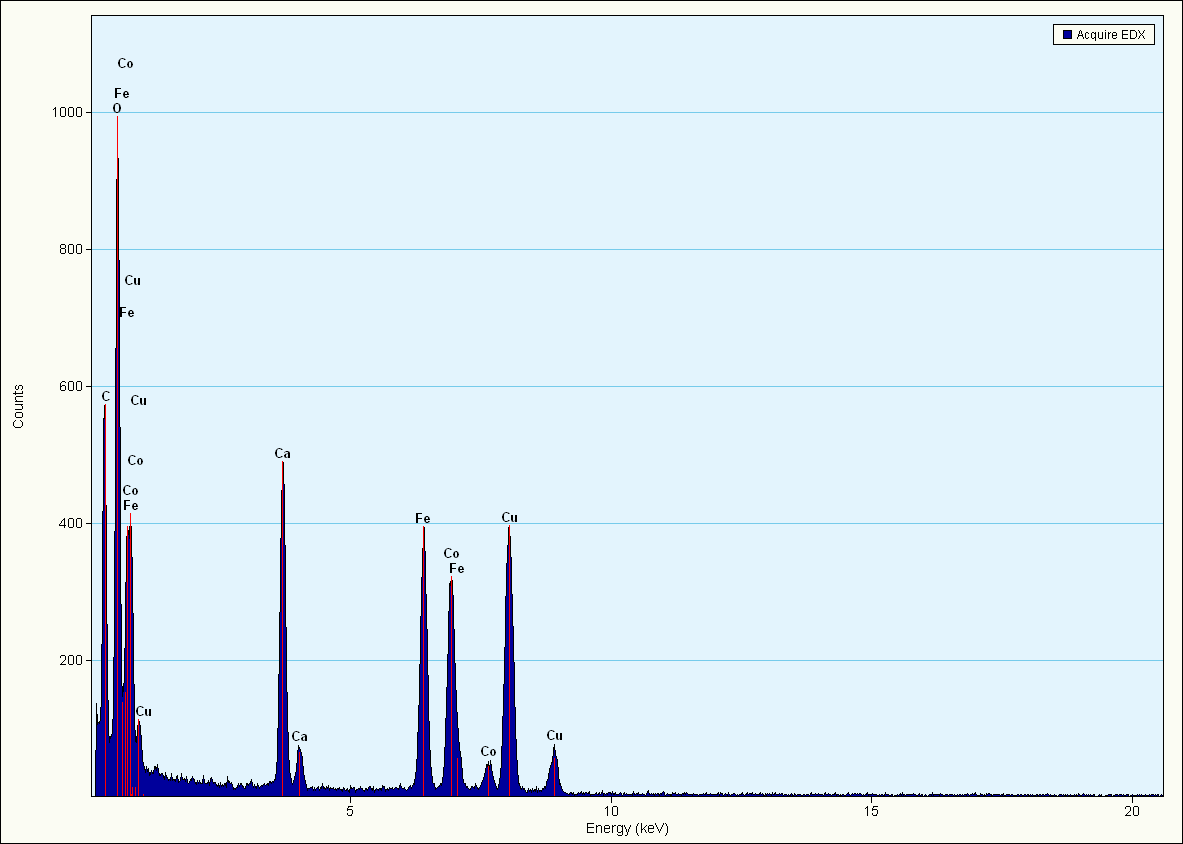 Acquire EDX
Co
Fe
O
1000
800
Cu
Fe
600
C
Cu
Co
Co
Fe
Ca
400
Fe
Cu
Co
Fe
200
Cu
Ca
Co
Cu
5
10
15
20
Energy (keV)
Counts